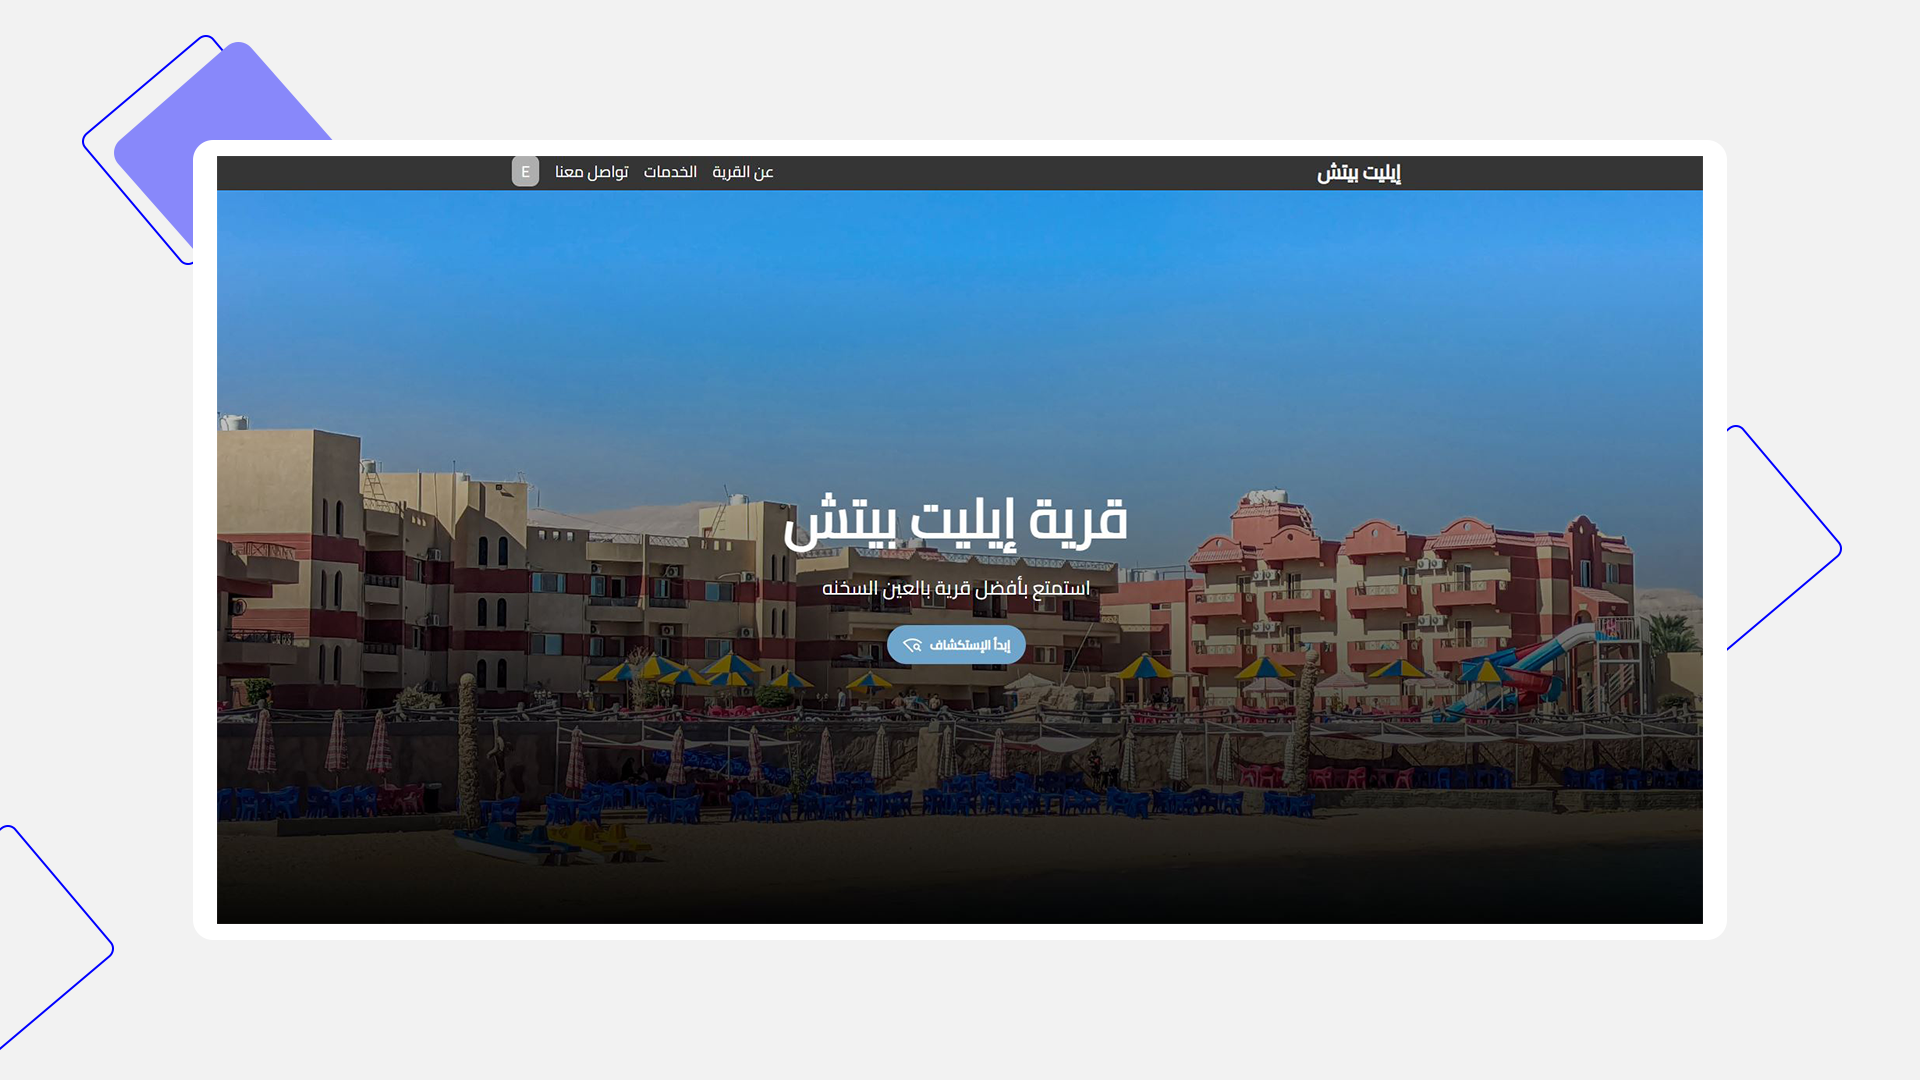 إيليت بيتش
عن القرية الخدمات تواصل معنا E
قرية إيليت بيتش
استمتع بأفضل قرية بالعين السخنه
إبدأ الإستكشاف